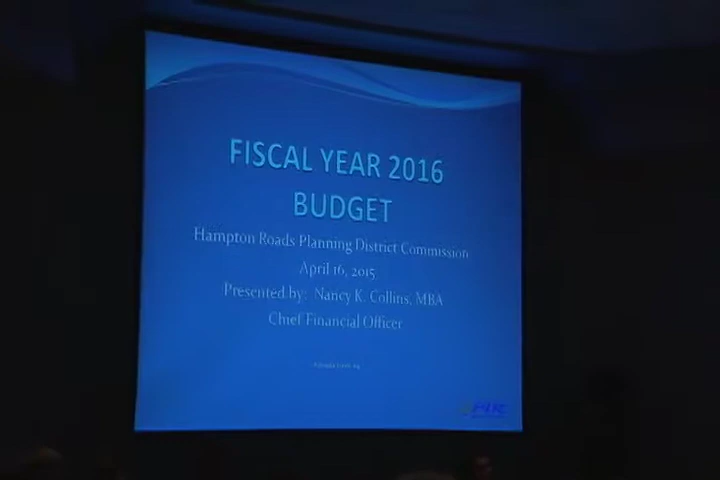 FISCAL YEAR 2016
BUDGET
Hampton Roads Planning District Commission
April 16, 2015
Presented by: Nancy K. Collins, MBA
Chief Financial Officer